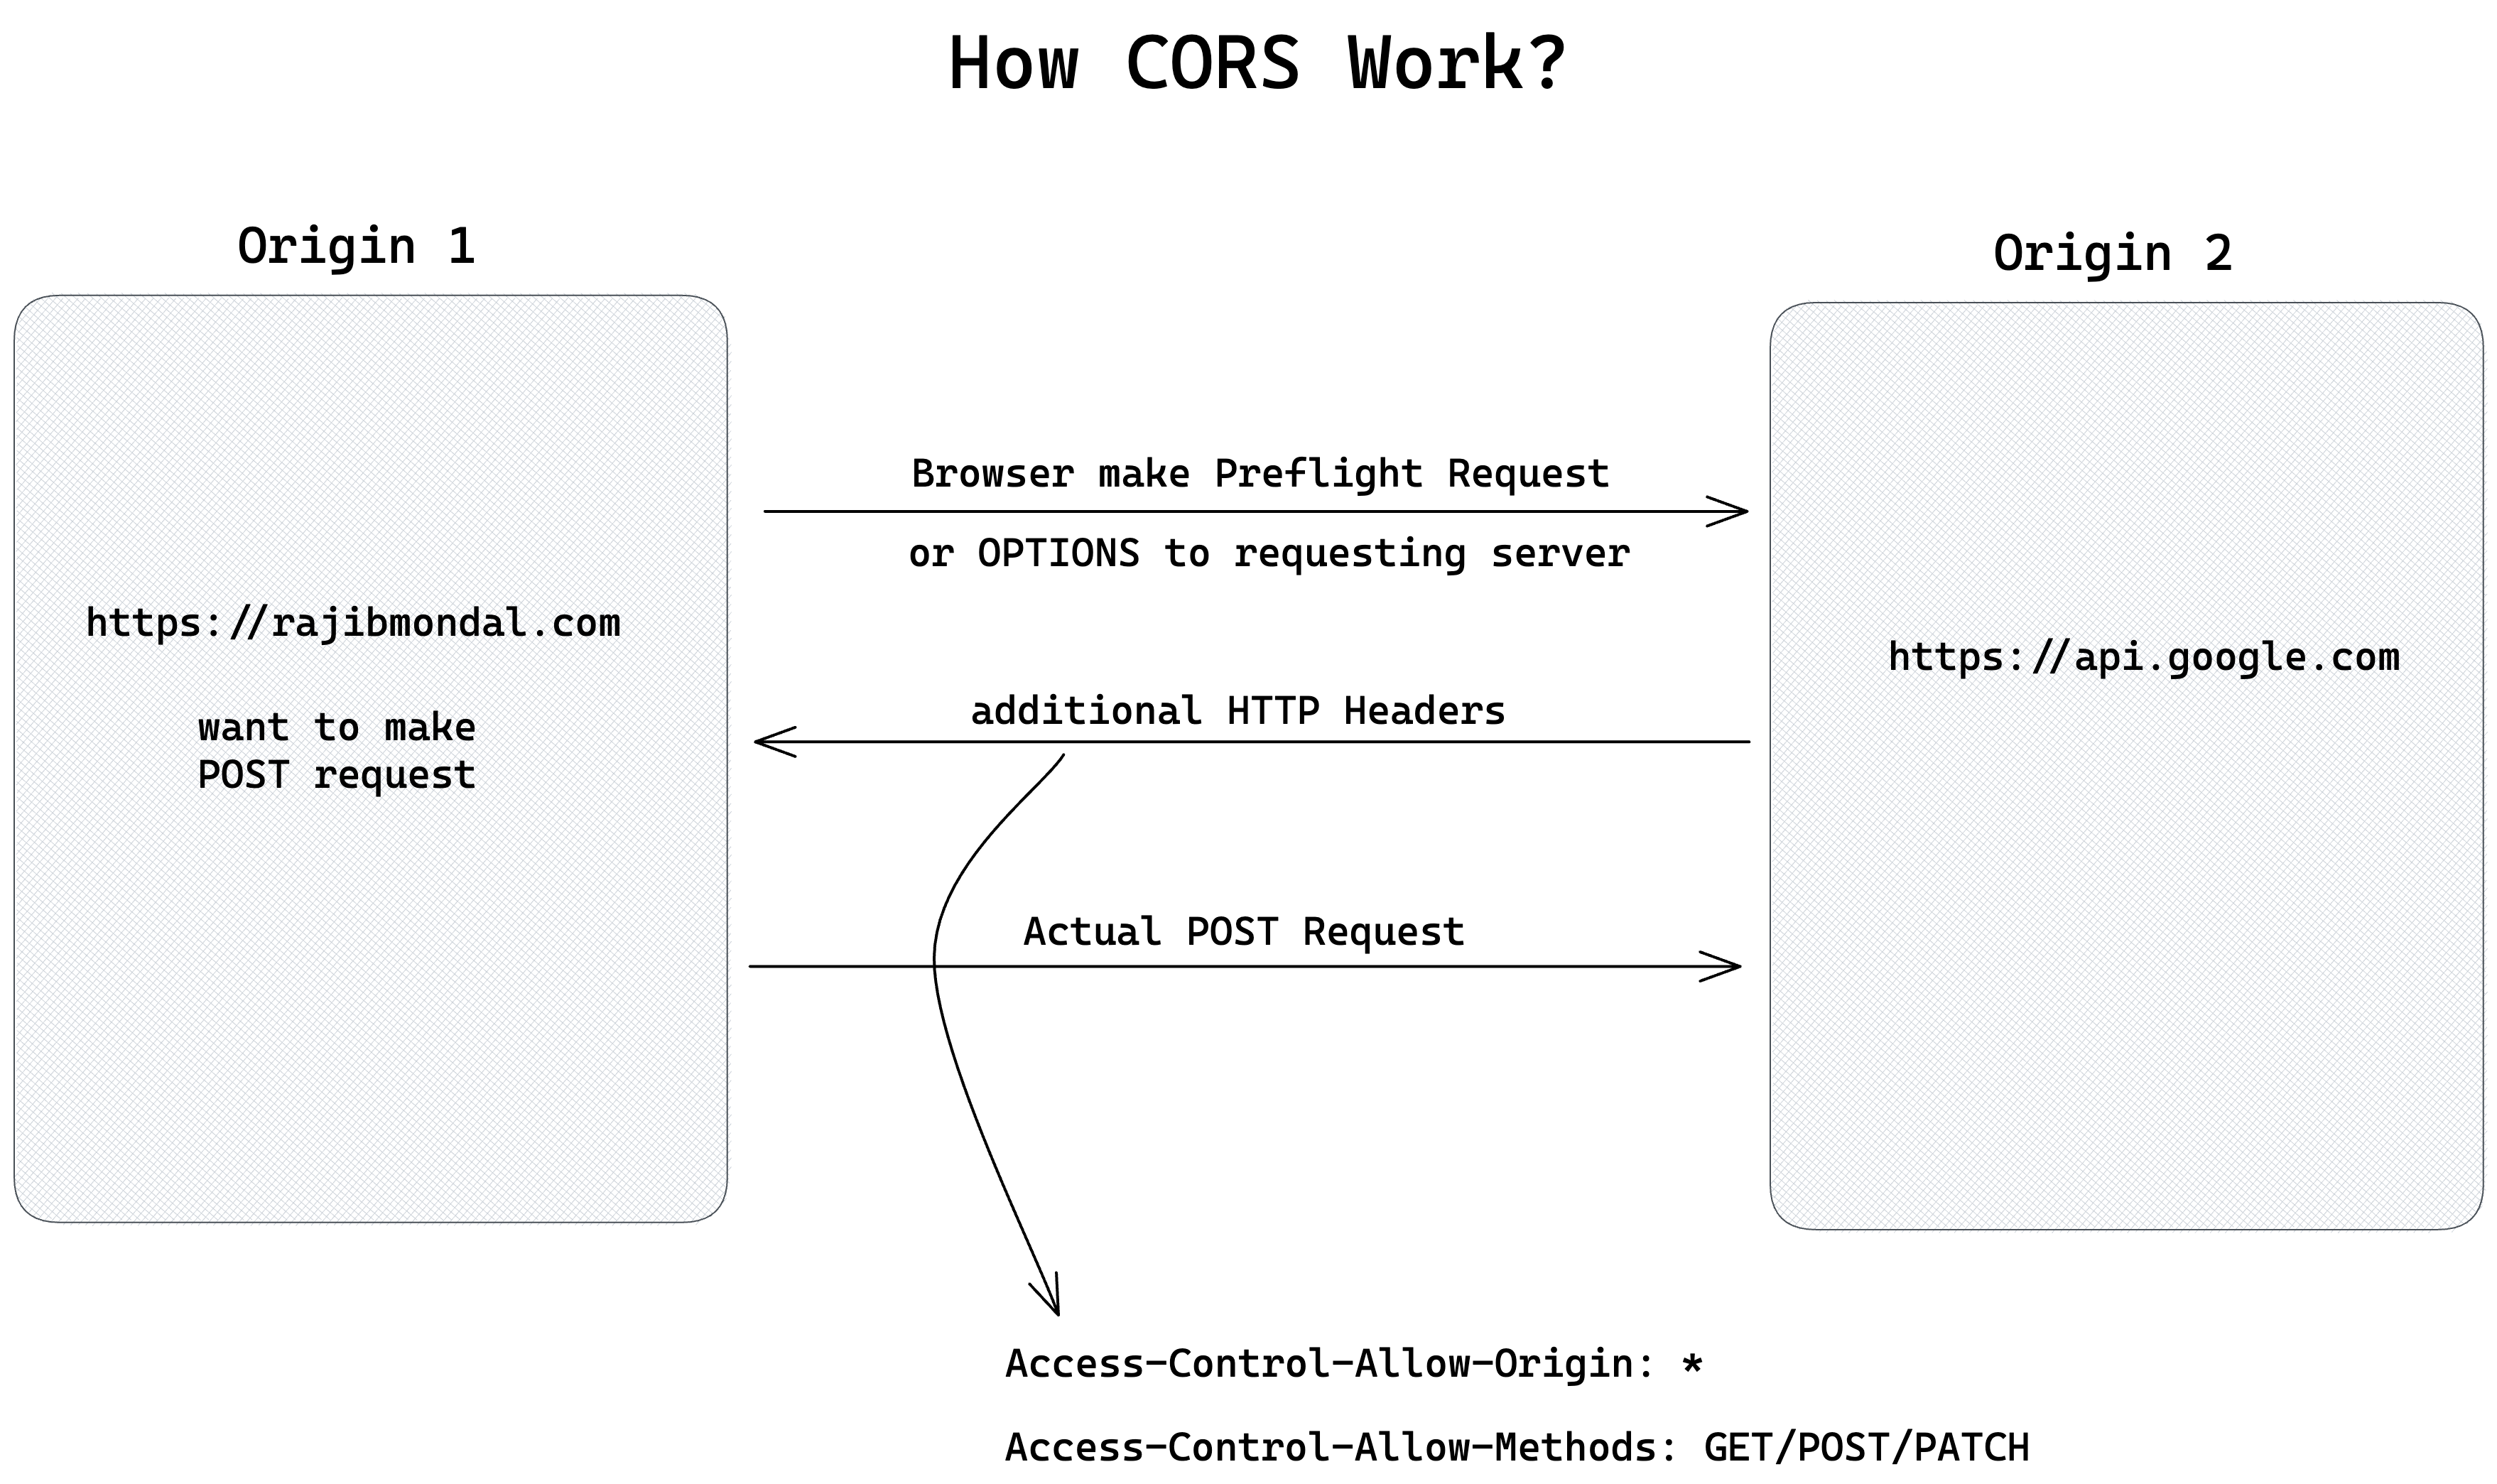 How CORS Work?
Origin 1
Origin 2
Browser make Preflight Request
or OPTIONS to requesting server
https://rajibmondal.com
want to make
POST request
https://api.google.com
additional HTTP Headers
Actual POST Request
Access-Control-Allow-Origin: *
Access-Control-Allow-Methods: GET/POST/PATCH